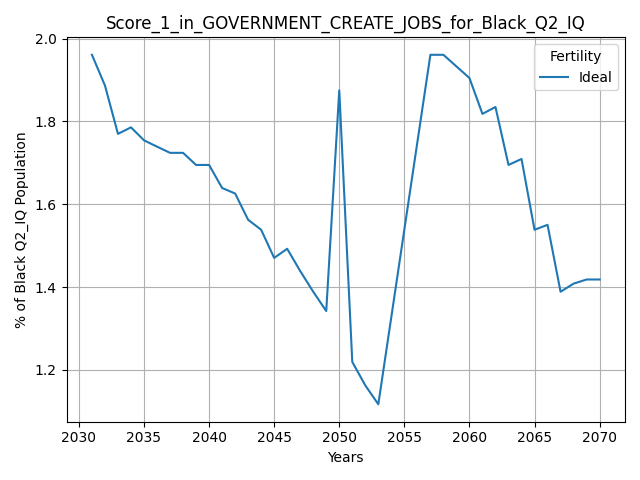 Score_1_in_GOVERNMENT_CREATE_JOBS_for_Black_Q2_IQ
Fertility
Ideal
% of Black Q2_IQ Population
2.0
1.8
1.6
1.4
1.2
2030 2035 2040 2045 2050 2055 2060 2065 2070
Years